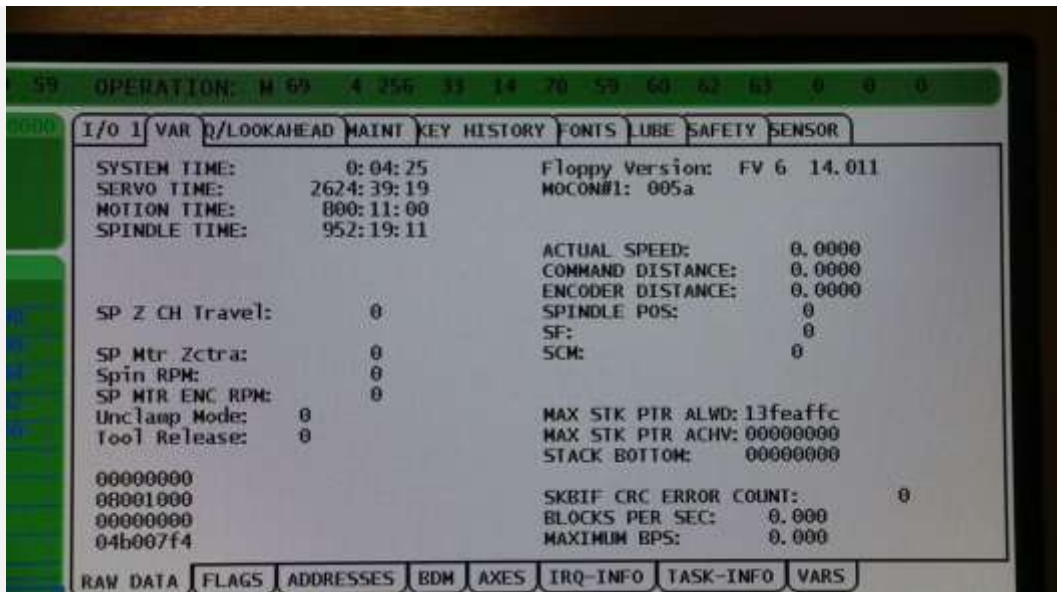 59 OPERATION: M 69 4 256 33 14 70 59 60 62 63 0 0 0
I/O 1 VAR Q/LOOKAHEAD MAINT KEY HISTORY FONTS LUBE SAFETY SENSOR
SYSTEM TIME: 0:04:25 Floppy Version: FV 6 14.011
SERVO TIME: 2624:39:19 MOCON#1: 005a
MOTION TIME: 800:11:00
SPINDLE TIME: 952:19:11
ACTUAL SPEED: 0.0000
COMMAND DISTANCE: 0.0000
ENCODER DISTANCE: 0.0000
SP Z CH Travel: 0 SPINDLE POS: 0
SF: 0
SP Mtr Zctra: 0 SCM: 0
Spin RPM: 0
SP MTR ENC RPM: 0
Unclamp Mode: 0 MAX STK PTR ALWD: 13feaffc
Tool Release: 0 MAX STK PTR ACHV: 00000000
STACK BOTTOM: 00000000
00000000
08001000 SKBIF CRC ERROR COUNT: 0
00000000 BLOCKS PER SEC: 0.000
04b007f4 MAXIMUM BPS: 0.000
RAW DATA FLAGS ADDRESSES BDM AXES IRQ-INFO TASK-INFO VARS